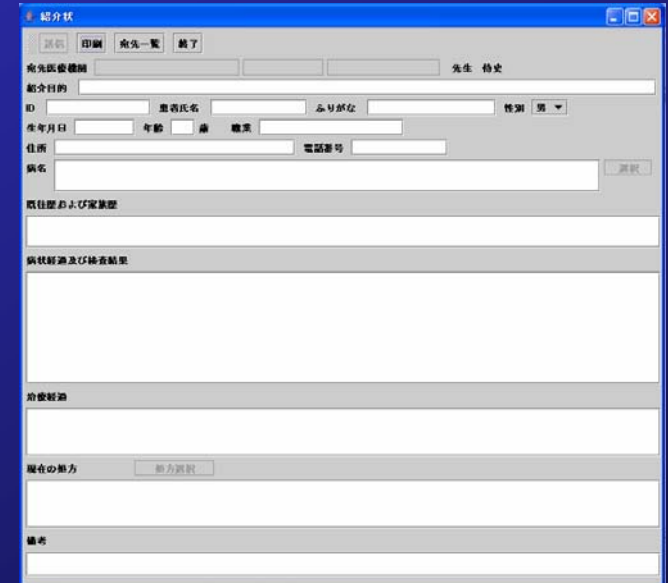 紹介状
送信 印刷 宛先一覧 終了
宛先医療機関 先生 侍史
紹介目的
ID 患者氏名 ふりがな 性別 男
生年月日 年齢 歳 職業
住所 電話番号
病名 選択
既往歴および家族歴
病状経過及び検査結果
治療経過
現在の処方 処方選択
備考